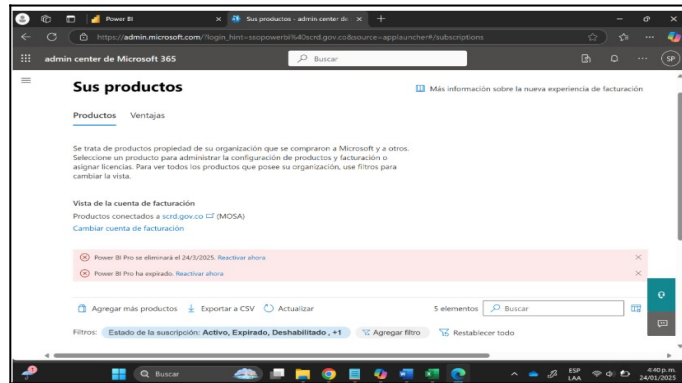 Power BI
Sus productos - admin center de
https://admin.microsoft.com/?login_hint=ssopowerbi%40scrd.gov.co&source=applauncher#/subscriptions
admin center de Microsoft 365
Buscar
SP
Sus productos
Más información sobre la nueva experiencia de facturación
Productos Ventajas
Se trata de productos propiedad de su organización que se compraron a Microsoft y a otros.
Seleccione un producto para administrar la configuración de productos y facturación o
asignar licencias. Para ver todos los productos que posee su organización, use filtros para
cambiar la vista.
Vista de la cuenta de facturación
Productos conectados a scrd.gov.co (MOSA)
Cambiar cuenta de facturación
Power BI Pro se eliminará el 24/3/2025. Reactivar ahora
Power BI Pro ha expirado. Reactivar ahora
Agregar más productos Exportar a CSV Actualizar 5 elementos Buscar
Filtros: Estado de la suscripción: Activo, Expirado, Deshabilitado , +1 Agregar filtro Restablecer todo
Buscar
ESP
LAA
4:40 p. m.
24/01/2025